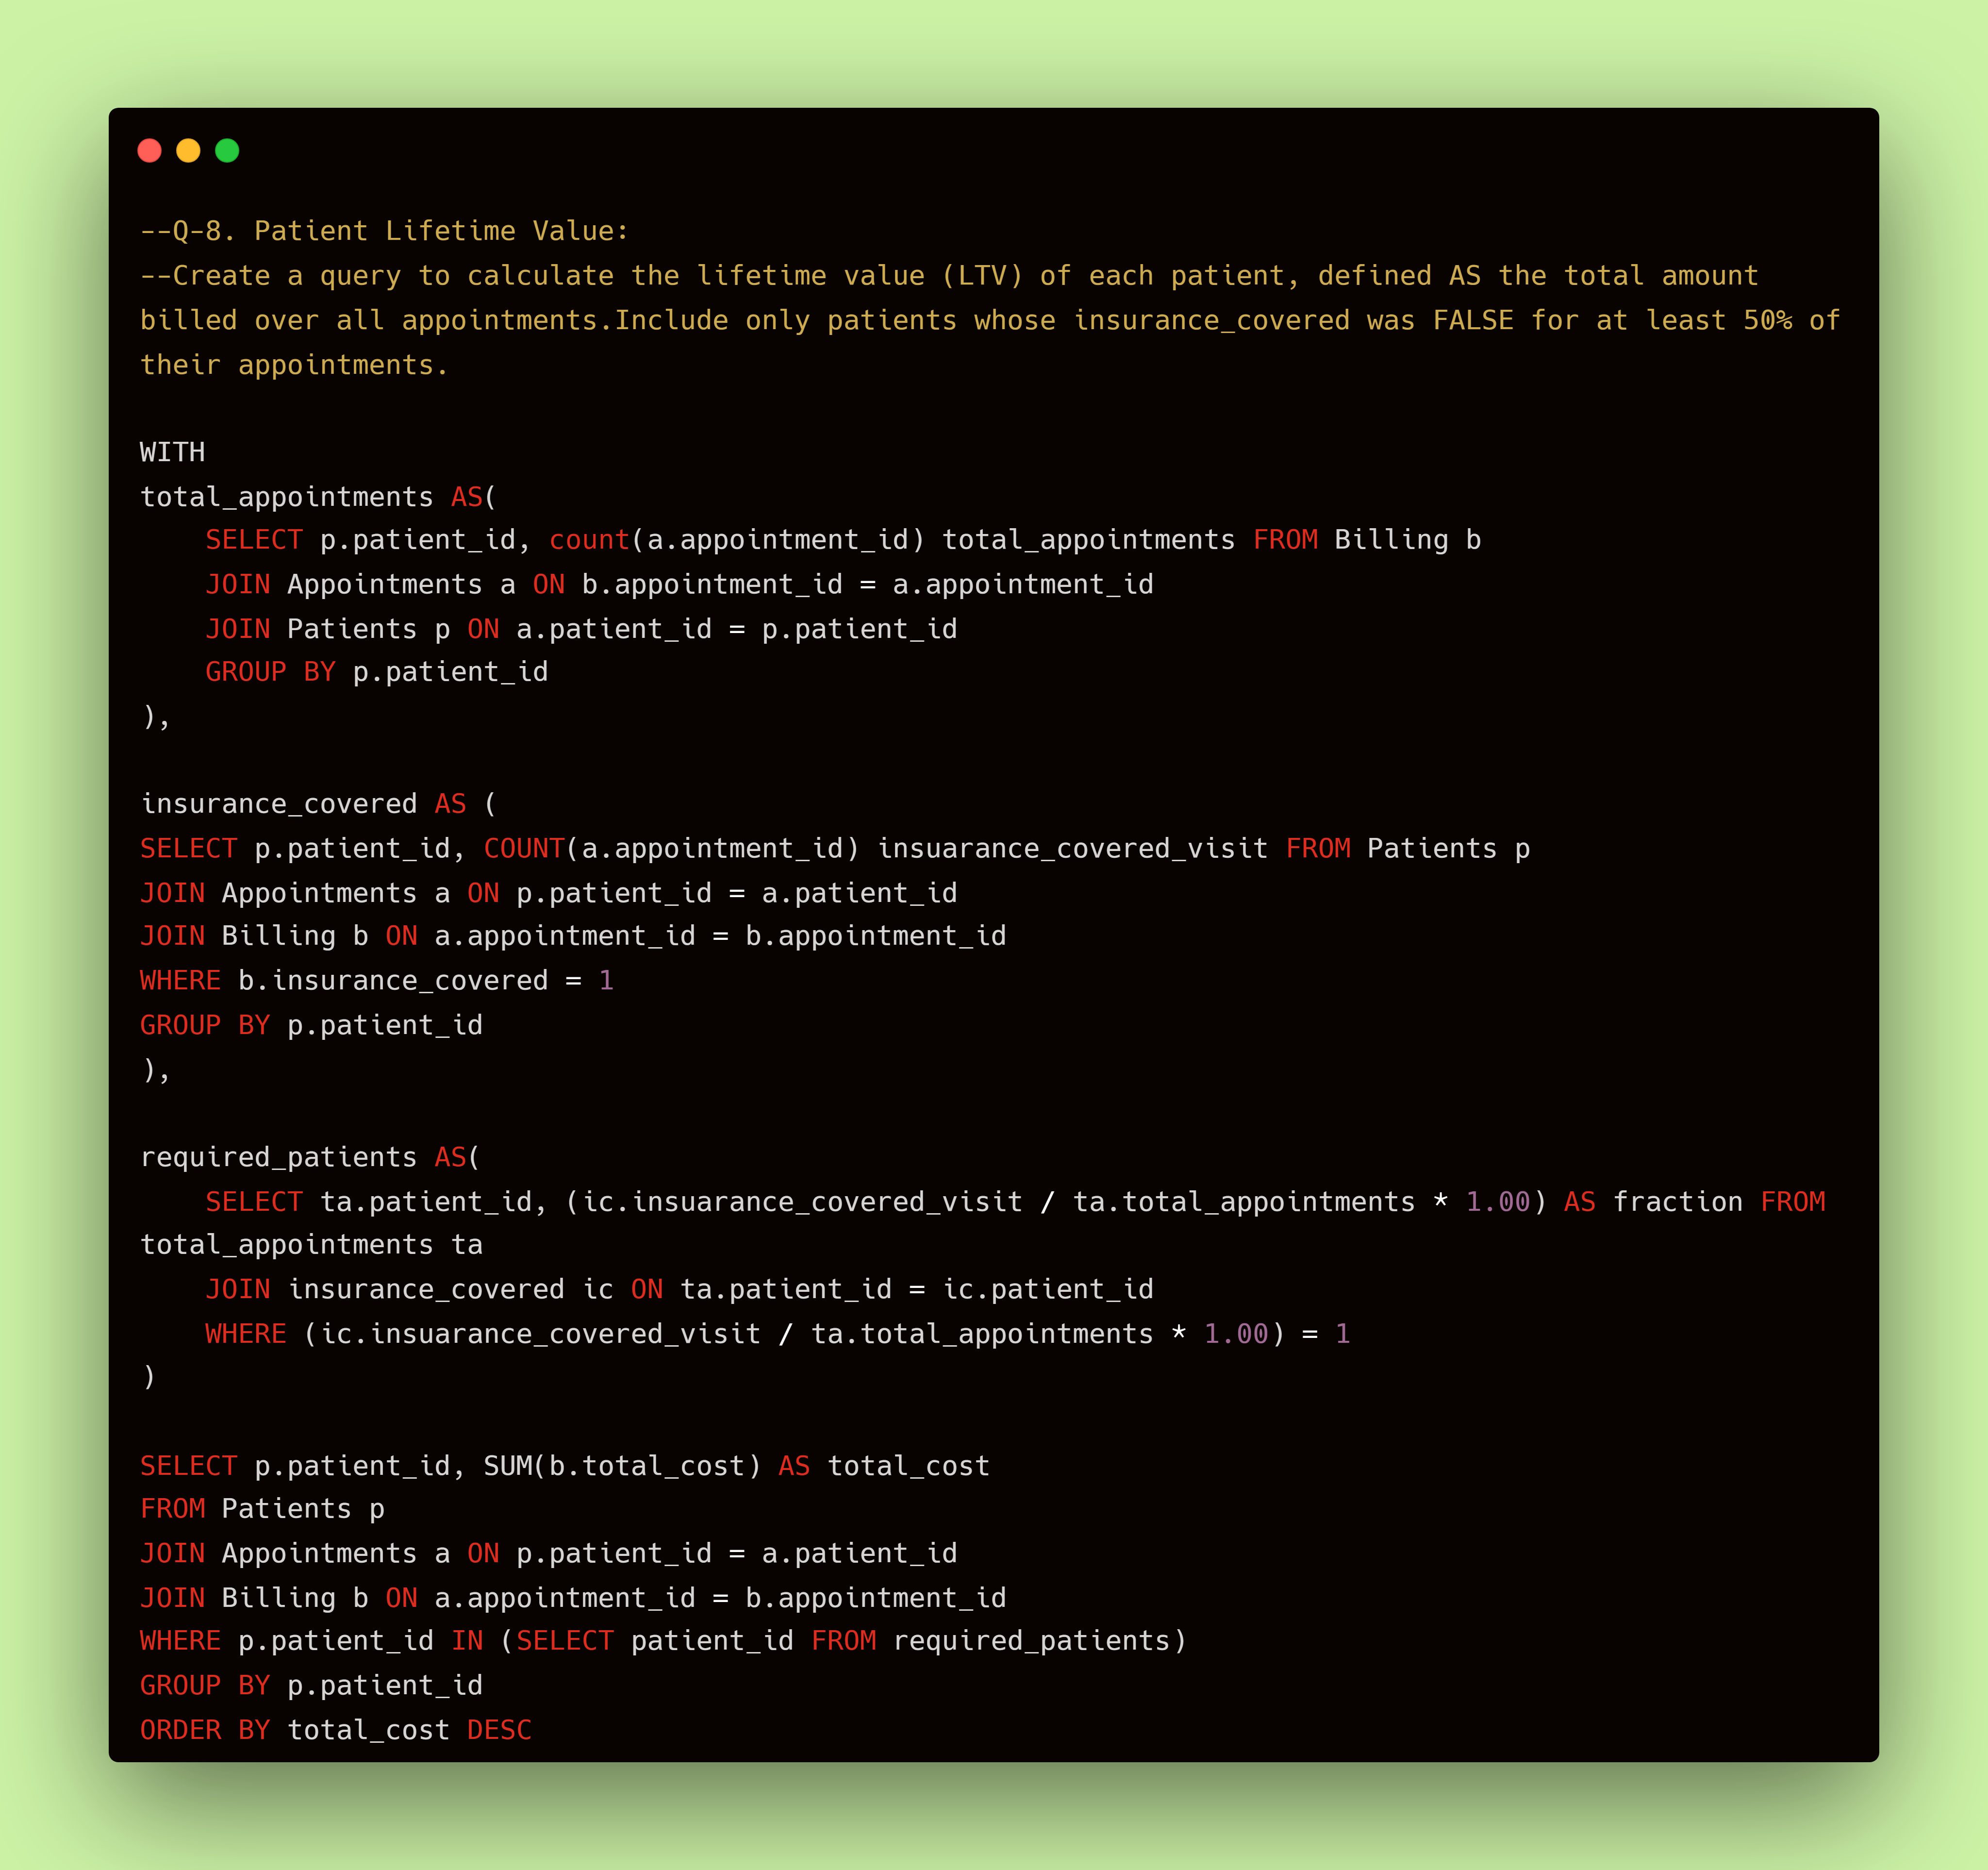 --Q-8. Patient Lifetime Value:
--Create a query to calculate the lifetime value (LTV) of each patient, defined AS the total amount
billed over all appointments.Include only patients whose insurance_covered was FALSE for at least 50% of
their appointments.

WITH
total_appointments AS(
    SELECT p.patient_id, count(a.appointment_id) total_appointments FROM Billing b
    JOIN Appointments a ON b.appointment_id = a.appointment_id
    JOIN Patients p ON a.patient_id = p.patient_id
    GROUP BY p.patient_id
),

insurance_covered AS (
SELECT p.patient_id, COUNT(a.appointment_id) insuarance_covered_visit FROM Patients p
JOIN Appointments a ON p.patient_id = a.patient_id
JOIN Billing b ON a.appointment_id = b.appointment_id
WHERE b.insurance_covered = 1
GROUP BY p.patient_id
),

required_patients AS(
    SELECT ta.patient_id, (ic.insuarance_covered_visit / ta.total_appointments * 1.00) AS fraction FROM
total_appointments ta
    JOIN insurance_covered ic ON ta.patient_id = ic.patient_id
    WHERE (ic.insuarance_covered_visit / ta.total_appointments * 1.00) = 1
)

SELECT p.patient_id, SUM(b.total_cost) AS total_cost
FROM Patients p
JOIN Appointments a ON p.patient_id = a.patient_id
JOIN Billing b ON a.appointment_id = b.appointment_id
WHERE p.patient_id IN (SELECT patient_id FROM required_patients)
GROUP BY p.patient_id
ORDER BY total_cost DESC